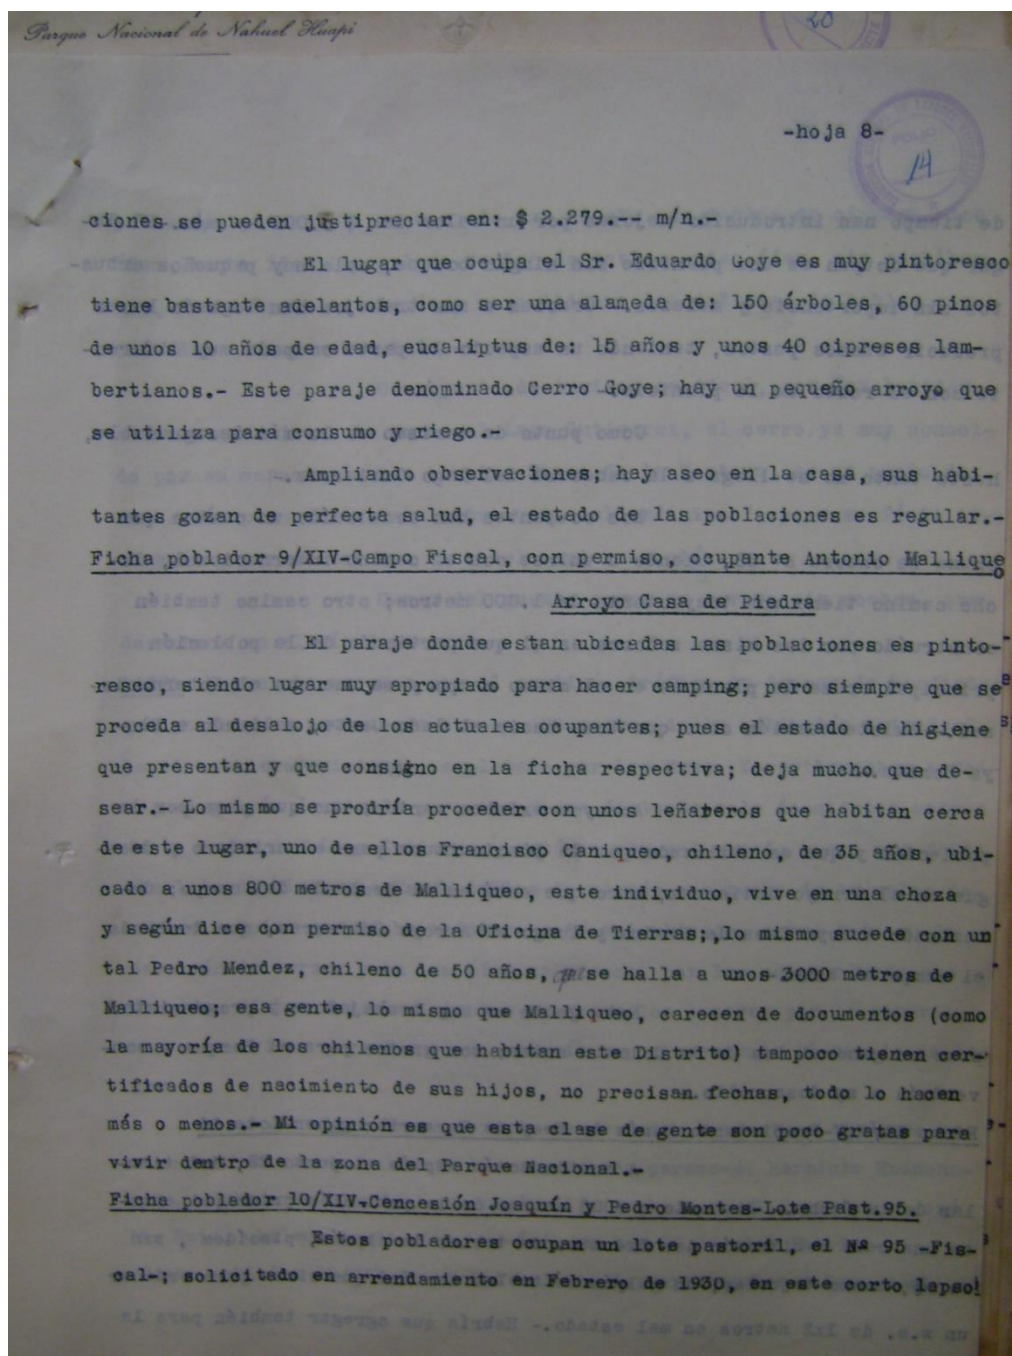 Parque Nacional de Nahuel Huapi
20
-hoja 8-
FOLIO
14
ciones se pueden justipreciar en: $ 2.279.-- m/n.-
El lugar que ocupa el Sr. Eduardo Goye es muy pintoresco
tiene bastante adelantos, como ser una alameda de: 150 árboles, 60 pinos
de unos 10 años de edad, eucaliptus de: 15 años y unos 40 cipreses lam-
bertianos.- Este paraje denominado Cerro Goye; hay un pequeño arroyo que
se utiliza para consumo y riego.-
Ampliando observaciones; hay aseo en la casa, sus habi-
tantes gozan de perfecta salud, el estado de las poblaciones es regular.-
Ficha poblador 9/XIV-Campo Fiscal, con permiso, ocupante Antonio Mallique
o
Arroyo Casa de Piedra
El paraje donde estan ubicadas las poblaciones es pinto-
resco, siendo lugar muy apropiado para hacer camping; pero siempre que se
proceda al desalojo de los actuales ocupantes; pues el estado de higiene
que presentan y que consigno en la ficha respectiva; deja mucho que de-
sear.- Lo mismo se prodría proceder con unos leñateros que habitan cerca
de este lugar, uno de ellos Francisco Caniqueo, chileno, de 35 años, ubi-
cado a unos 800 metros de Malliqueo, este individuo, vive en una choza
y según dice con permiso de la Oficina de Tierras;,lo mismo sucede con un
tal Pedro Mendez, chileno de 50 años, que se halla a unos 3000 metros de
Malliqueo; esa gente, lo mismo que Malliqueo, carecen de documentos (como
la mayoría de los chilenos que habitan este Distrito) tampoco tienen cer-
tificados de nacimiento de sus hijos, no precisan fechas, todo lo hacen
más o menos.- Mi opinión es que esta clase de gente son poco gratas para
vivir dentro de la zona del Parque Nacional.-
Ficha poblador 10/XIV-Cencesión Joaquín y Pedro Montes-Lote Past.95.
Estos pobladores ocupan un lote pastoril, el Nº 95 -Fis-
cal-; solicitado en arrendamiento en Febrero de 1930, en este corto lapso